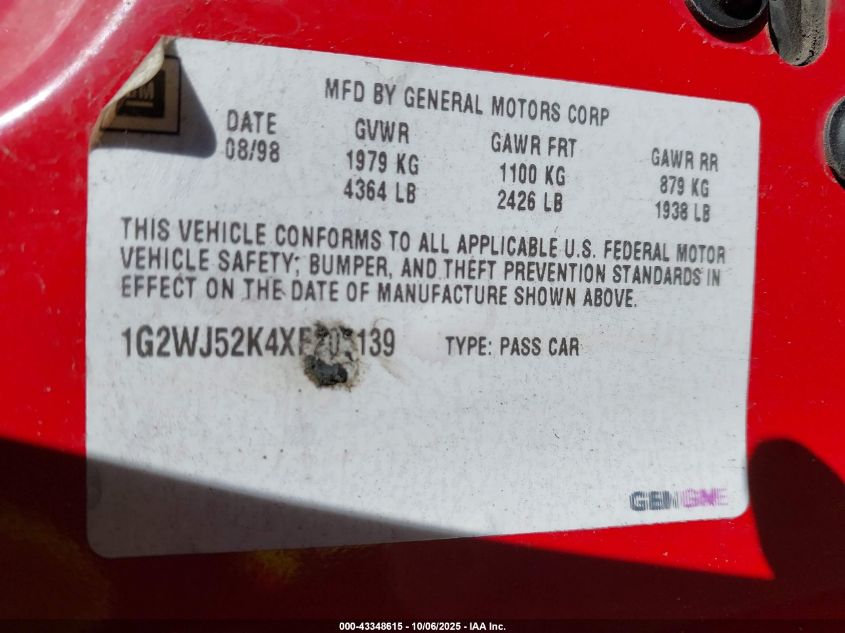 GM
MFD BY GENERAL MOTORS CORP
DATE GVWR GAWR FRT GAWR RR
08/98 1979 KG 1100 KG 879 KG
4364 LB 2426 LB 1938 LB
THIS VEHICLE CONFORMS TO ALL APPLICABLE U.S. FEDERAL MOTOR
VEHICLE SAFETY; BUMPER, AND THEFT PREVENTION STANDARDS IN
EFFECT ON THE DATE OF MANUFACTURE SHOWN ABOVE.
TYPE: PASS CAR
000-43348615 - 10/06/2025 - IAA Inc.